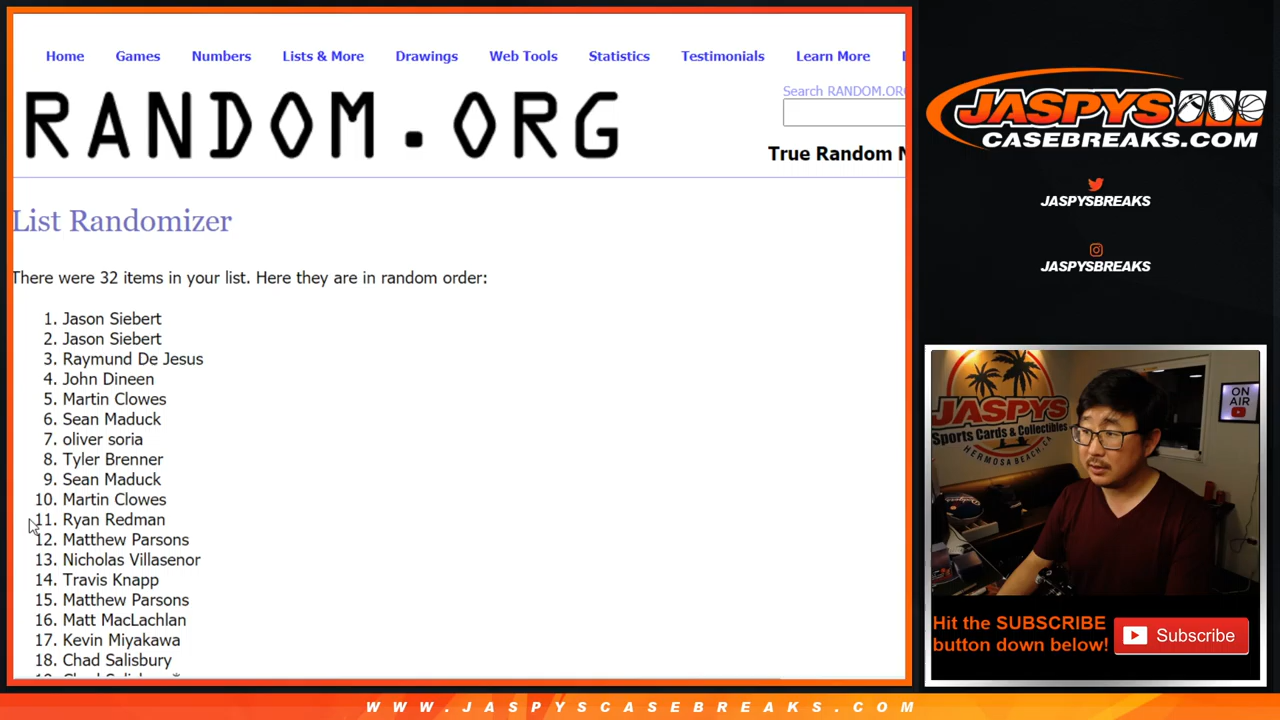 Home Games Numbers Lists & More Drawings Web Tools Statistics Testimonials Learn More
RANDOM.ORG
Search RANDOM.ORG
True Random N
List Randomizer
There were 32 items in your list. Here they are in random order:
1. Jason Siebert
2. Jason Siebert
3. Raymund De Jesus
4. John Dineen
5. Martin Clowes
6. Sean Maduck
7. oliver soria
8. Tyler Brenner
9. Sean Maduck
10. Martin Clowes
11. Ryan Redman
12. Matthew Parsons
13. Nicholas Villasenor
14. Travis Knapp
15. Matthew Parsons
16. Matt MacLachlan
17. Kevin Miyakawa
18. Chad Salisbury
JASPYS
CASEBREAKS.COM
JASPYSBREAKS
JASPYSBREAKS
JASPYS
Sports Cards & Collectibles
HERMOSA BEACH, CA
ON
AIR
Hit the SUBSCRIBE
button down below!
Subscribe
WWW.JASPYSCASEBREAKS.COM